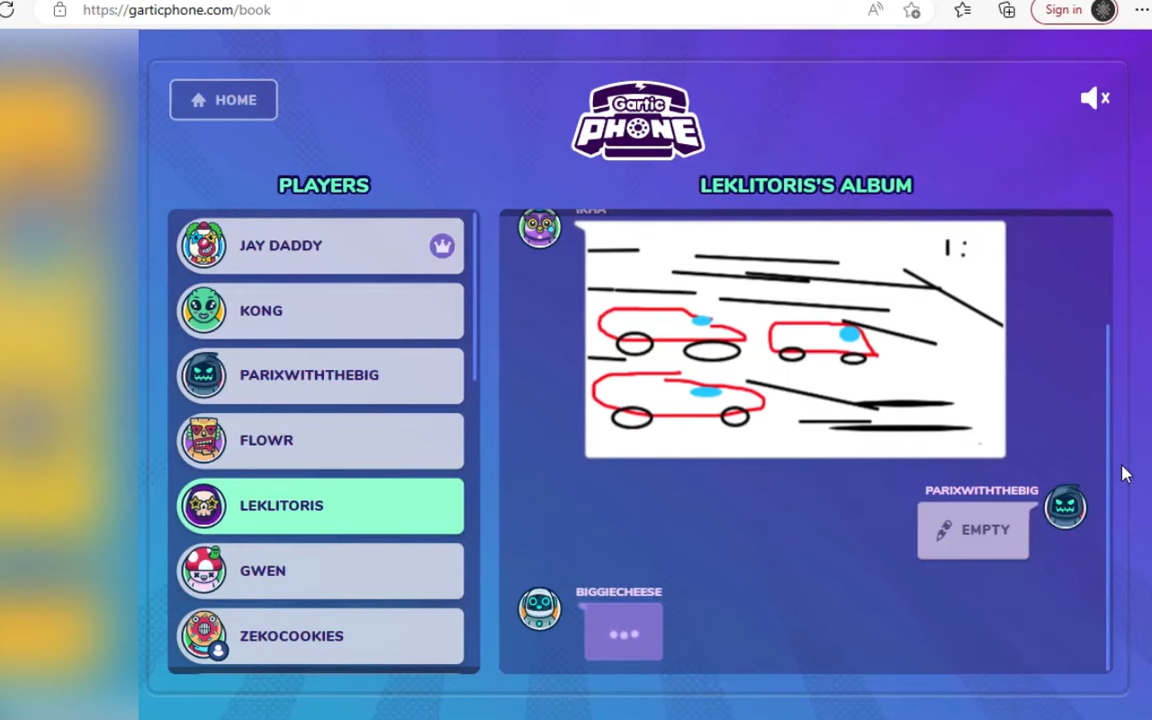 https://garticphone.com/book
Sign in
HOME
Gartic
PHONE
PLAYERS
LEKLITORIS'S ALBUM
JAY DADDY
KONG
PARIXWITHTHEBIG
FLOWR
LEKLITORIS
GWEN
ZEKOCOOKIES
1:
PARIXWITHTHEBIG
EMPTY
BIGGIECHEESE
...